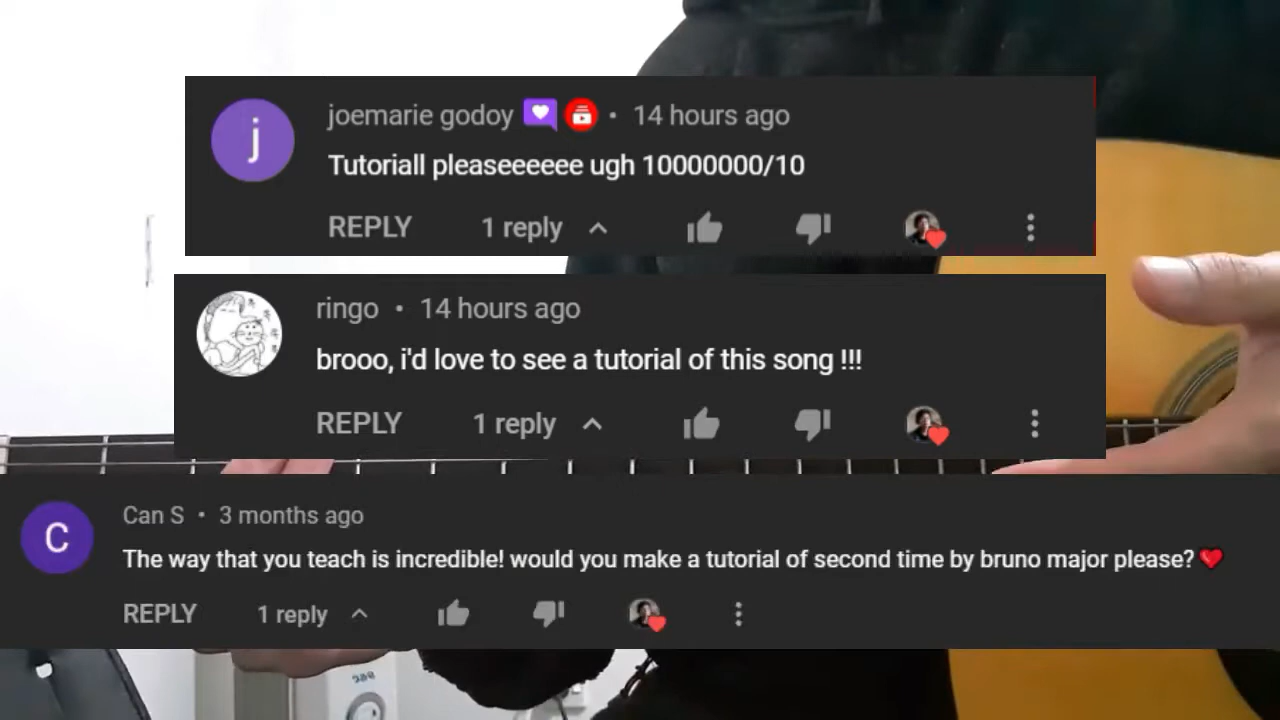 j
joemarie godoy • 14 hours ago
Tutoriall pleaseeeeee ugh 10000000/10
REPLY 1 reply
ringo • 14 hours ago
brooo, i'd love to see a tutorial of this song !!!
REPLY 1 reply
C
Can S • 3 months ago
The way that you teach is incredible! would you make a tutorial of second time by bruno major please?❤️
REPLY 1 reply